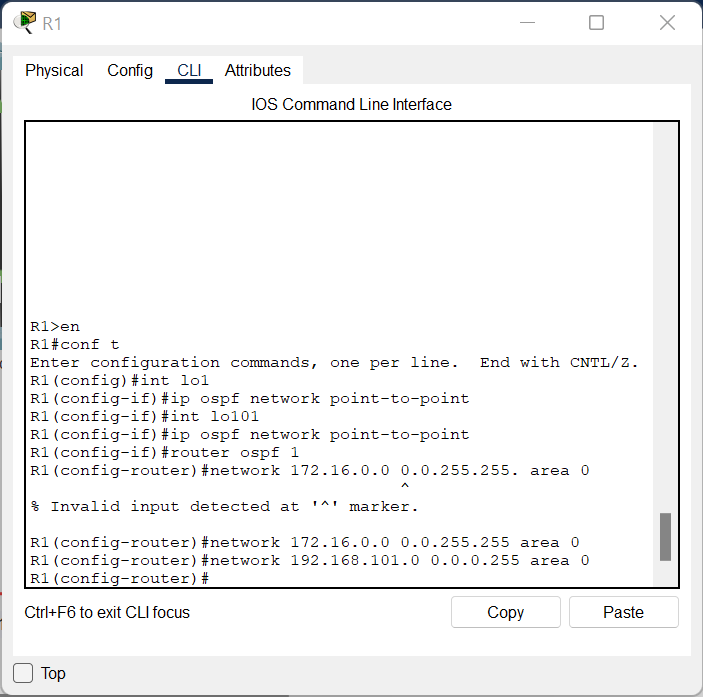 R1
Physical Config CLI Attributes
IOS Command Line Interface
R1>en
R1#conf t
Enter configuration commands, one per line.  End with CNTL/Z.
R1(config)#int lo1
R1(config-if)#ip ospf network point-to-point
R1(config-if)#int lo101
R1(config-if)#ip ospf network point-to-point
R1(config-if)#router ospf 1
R1(config-router)#network 172.16.0.0 0.0.255.255. area 0
^
% Invalid input detected at '^' marker.
R1(config-router)#network 172.16.0.0 0.0.255.255 area 0
R1(config-router)#network 192.168.101.0 0.0.0.255 area 0
R1(config-router)#
Ctrl+F6 to exit CLI focus Copy Paste
Top